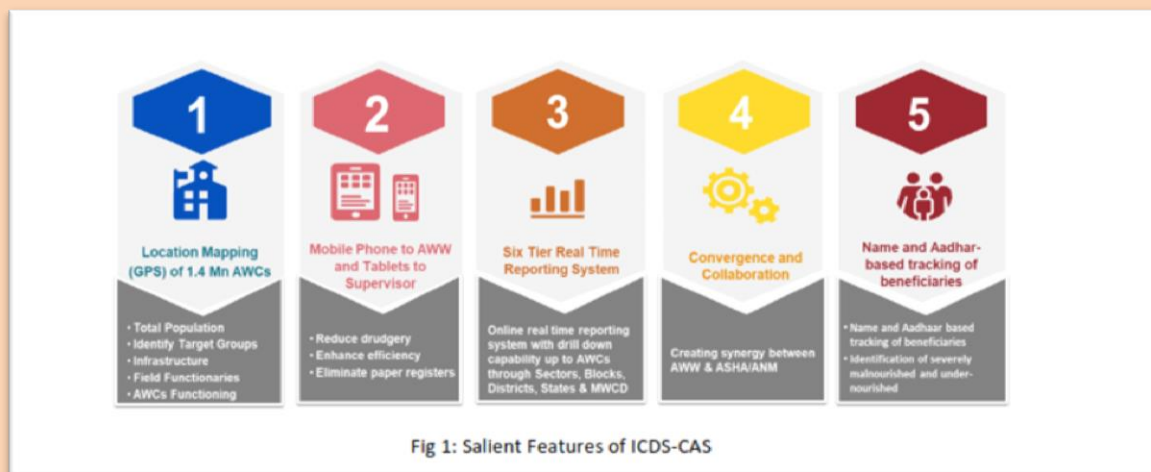 1
Location Mapping
(GPS) of 1.4 Mn AWCs
• Total Population
• Identify Target Groups
• Infrastructure
• Field Functionaries
• AWCs Functioning
2
Mobile Phone to AWW
and Tablets to
Supervisor
• Reduce drudgery
• Enhance efficiency
• Eliminate paper registers
3
Six Tier Real Time
Reporting System
Online real time reporting
system with drill down
capability up to AWCs
through Sectors, Blocks,
Districts, States & MWCD
4
Convergence and
Collaboration
Creating synergy between
AWW & ASHA/ANM
5
Name and Aadhar-
based tracking of
beneficiaries
• Name and Aadhaar based
tracking of beneficiaries
• Identification of severely
malnourished and under-
nourished
Fig 1: Salient Features of ICDS-CAS